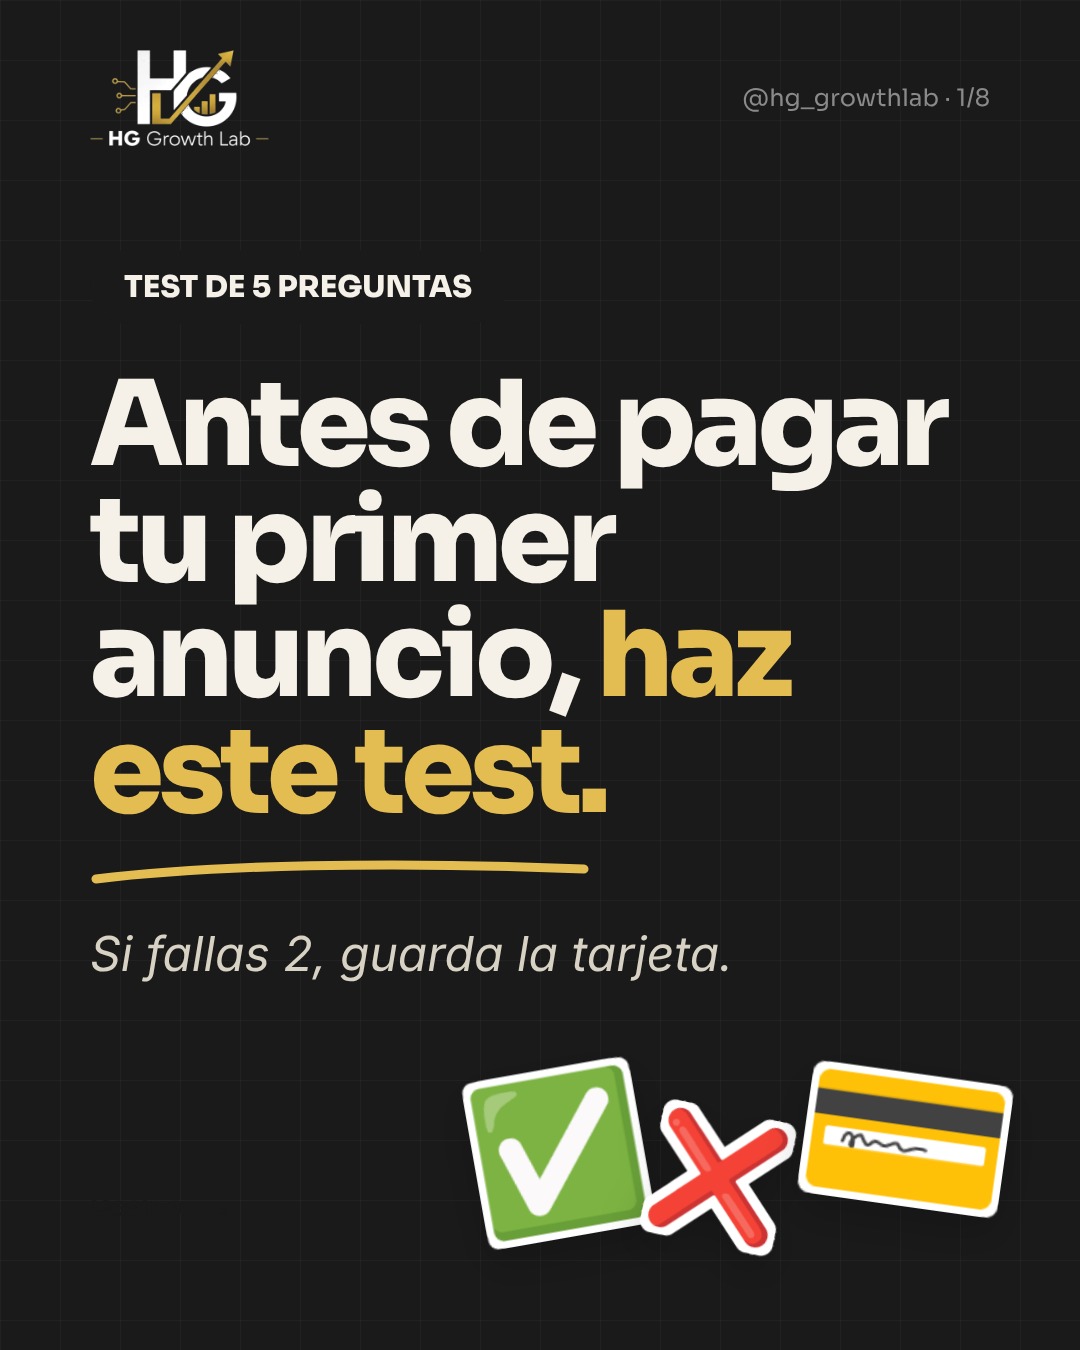 HG
HG Growth Lab
@hg_growthlab · 1/8
TEST DE 5 PREGUNTAS
Antes de pagar
tu primer
anuncio, haz
este test.
Si fallas 2, guarda la tarjeta.